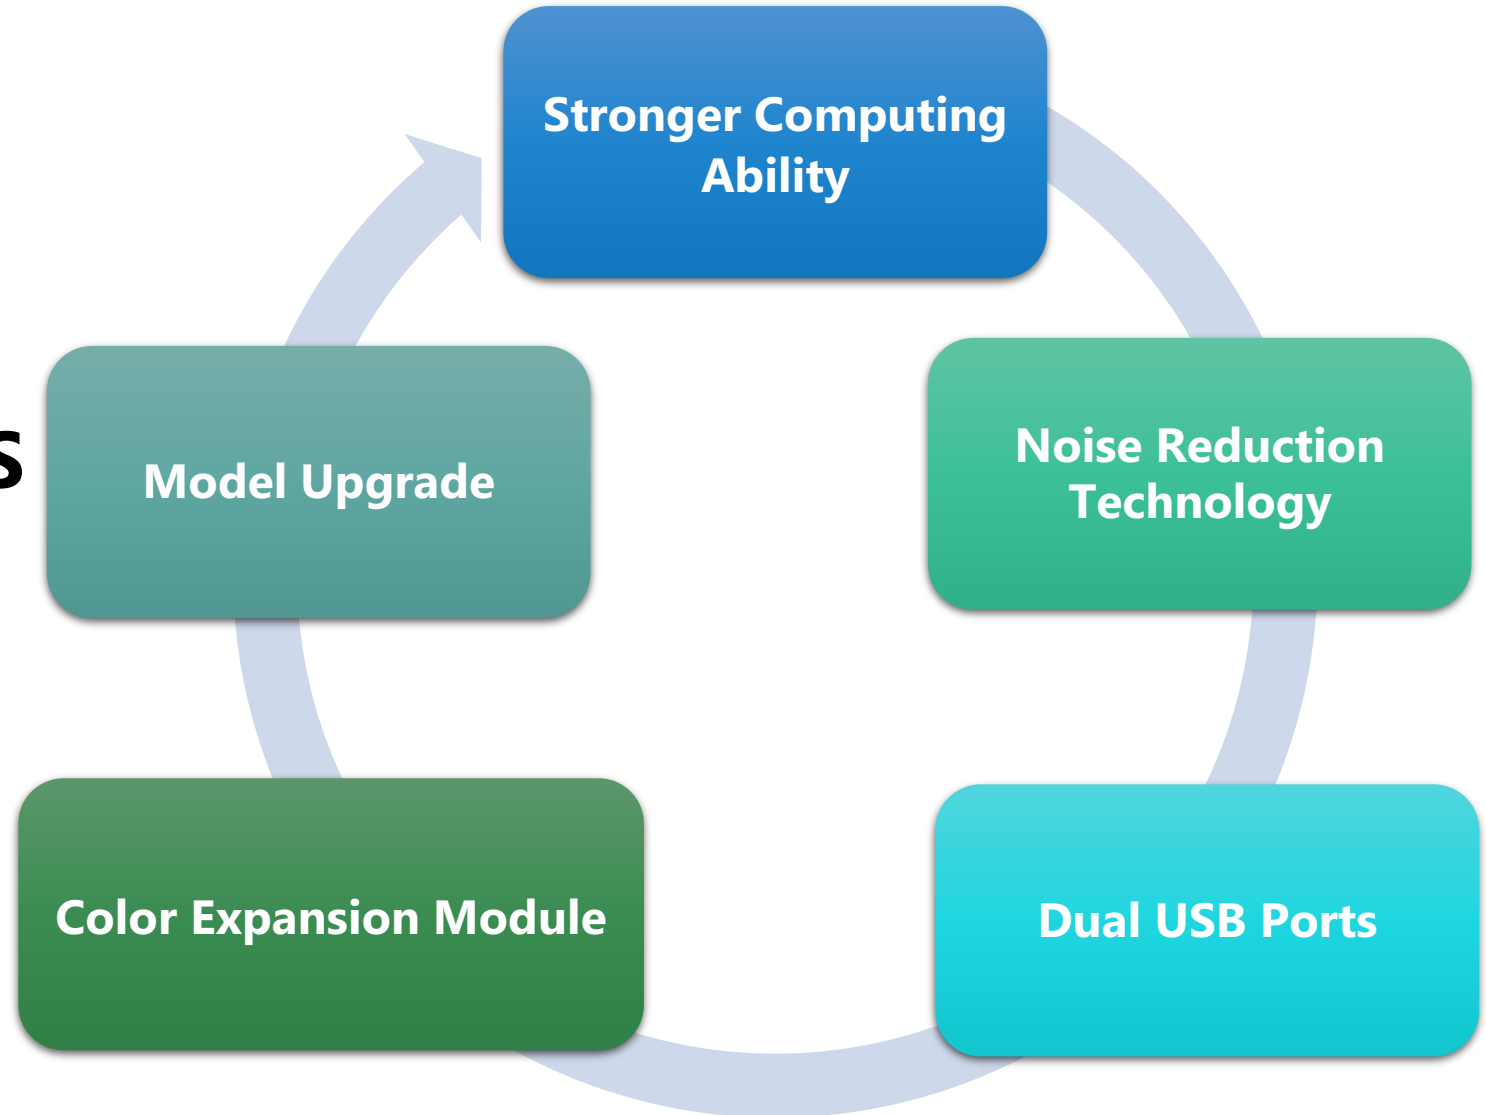 Stronger Computing
Ability
Noise Reduction
Technology
Dual USB Ports
Color Expansion Module
Model Upgrade
s